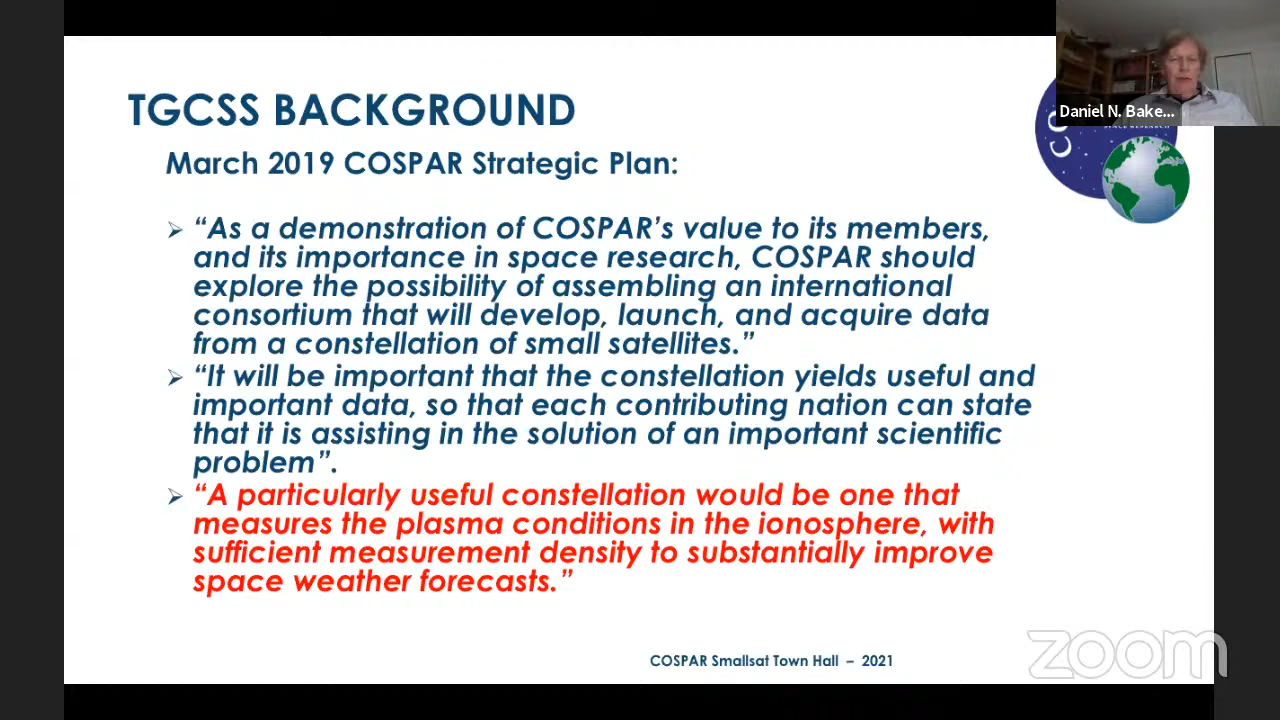 TGCSS BACKGROUND
Daniel N. Bake...
SPACE RESEARCH
March 2019 COSPAR Strategic Plan:
➢ “As a demonstration of COSPAR’s value to its members,
and its importance in space research, COSPAR should
explore the possibility of assembling an international
consortium that will develop, launch, and acquire data
from a constellation of small satellites.”
➢ “It will be important that the constellation yields useful and
important data, so that each contributing nation can state
that it is assisting in the solution of an important scientific
problem”.
➢ “A particularly useful constellation would be one that
measures the plasma conditions in the ionosphere, with
sufficient measurement density to substantially improve
space weather forecasts.”
COSPAR Smallsat Town Hall – 2021
zoom